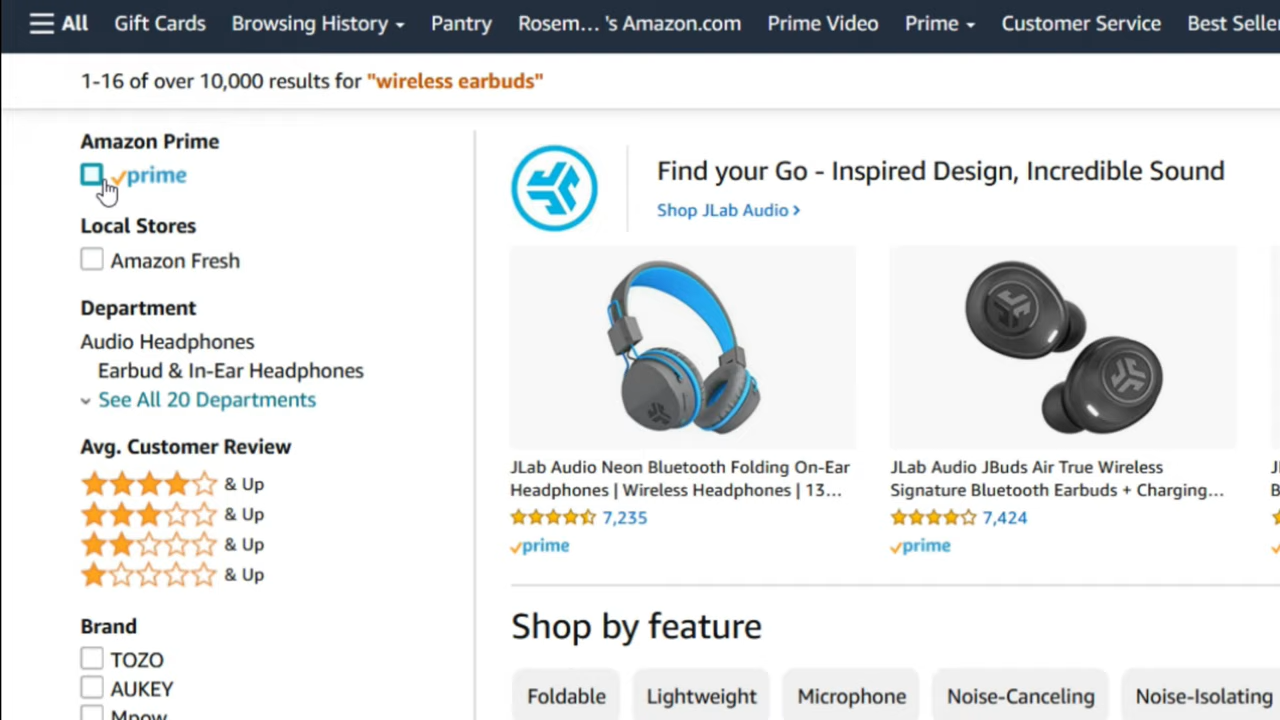 All Gift Cards Browsing History Pantry Rosem... 's Amazon.com Prime Video Prime Customer Service Best Seller
1-16 of over 10,000 results for "wireless earbuds"
Amazon Prime
prime
Local Stores
Amazon Fresh
Department
Audio Headphones
Earbud & In-Ear Headphones
See All 20 Departments
Avg. Customer Review
& Up
& Up
& Up
& Up
Brand
TOZO
AUKEY
Mpow
Find your Go - Inspired Design, Incredible Sound
Shop JLab Audio ›
JLab Audio Neon Bluetooth Folding On-Ear
Headphones | Wireless Headphones | 13...
7,235
prime
JLab Audio JBuds Air True Wireless
Signature Bluetooth Earbuds + Charging...
7,424
prime
Shop by feature
Foldable Lightweight Microphone Noise-Canceling Noise-Isolating